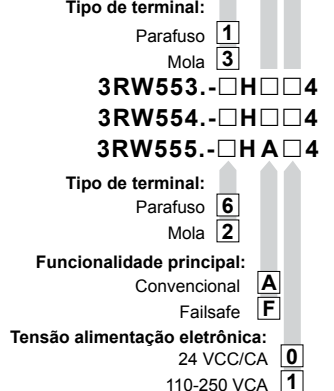 Tipo de terminal:
Parafuso 1
Mola 3
3RW553.-□H□□4
3RW554.-□H□□4
3RW555.-□HA□4
Tipo de terminal:
Parafuso 6
Mola 2
Funcionalidade principal:
Convencional A
Failsafe F
Tensão alimentação eletrônica:
24 VCC/CA 0
110-250 VCA 1